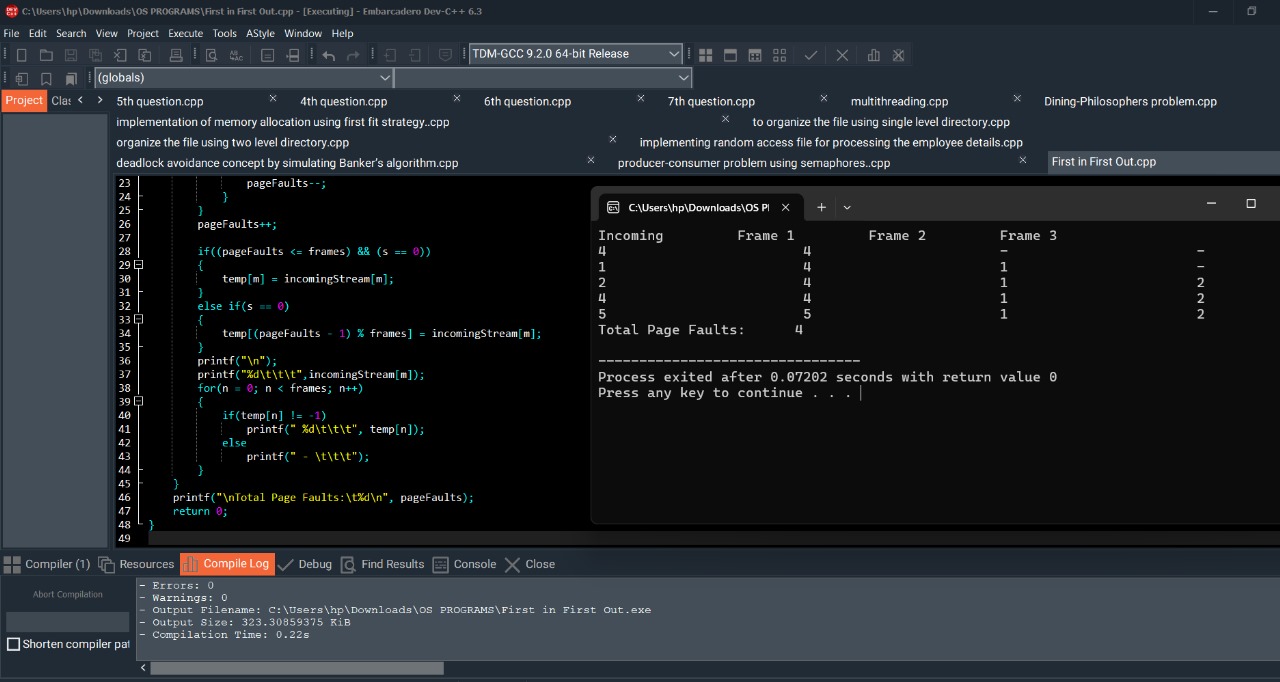 C:\Users\hp\Downloads\OS PROGRAMS\First in First Out.cpp - [Executing] - Embarcadero Dev-C++ 6.3
File Edit Search View Project Execute Tools AStyle Window Help
TDM-GCC 9.2.0 64-bit Release
(globals)
Project Clas
5th question.cpp 4th question.cpp 6th question.cpp 7th question.cpp multithreading.cpp Dining-Philosophers problem.cpp
implementation of memory allocation using first fit strategy..cpp to organize the file using single level directory.cpp
organize the file using two level directory.cpp implementing random access file for processing the employee details.cpp
deadlock avoidance concept by simulating Banker's algorithm.cpp producer-consumer problem using semaphores..cpp First in First Out.cpp
23 pageFaults--;
24 }
25 }
26 pageFaults++;
27
28 if((pageFaults <= frames) && (s == 0))
29 {
30 temp[m] = incomingStream[m];
31 }
32 else if(s == 0)
33 {
34 temp[(pageFaults - 1) % frames] = incomingStream[m];
35 }
36 printf("\n");
37 printf("%d\t\t\t",incomingStream[m]);
38 for(n = 0; n < frames; n++)
39 {
40 if(temp[n] != -1)
41 printf(" %d\t\t\t", temp[n]);
42 else
43 printf(" - \t\t\t");
44 }
45 }
46 printf("\nTotal Page Faults:\t%d\n", pageFaults);
47 return 0;
48 }
49
C:\Users\hp\Downloads\OS P
Incoming Frame 1 Frame 2 Frame 3
4 4 - -
1 4 1 -
2 4 1 2
4 4 1 2
5 5 1 2
Total Page Faults: 4
--------------------------------
Process exited after 0.07202 seconds with return value 0
Press any key to continue . . .
Compiler (1) Resources Compile Log Debug Find Results Console Close
Abort Compilation
Shorten compiler pat
- Errors: 0
- Warnings: 0
- Output Filename: C:\Users\hp\Downloads\OS PROGRAMS\First in First Out.exe
- Output Size: 323.30859375 KiB
- Compilation Time: 0.22s